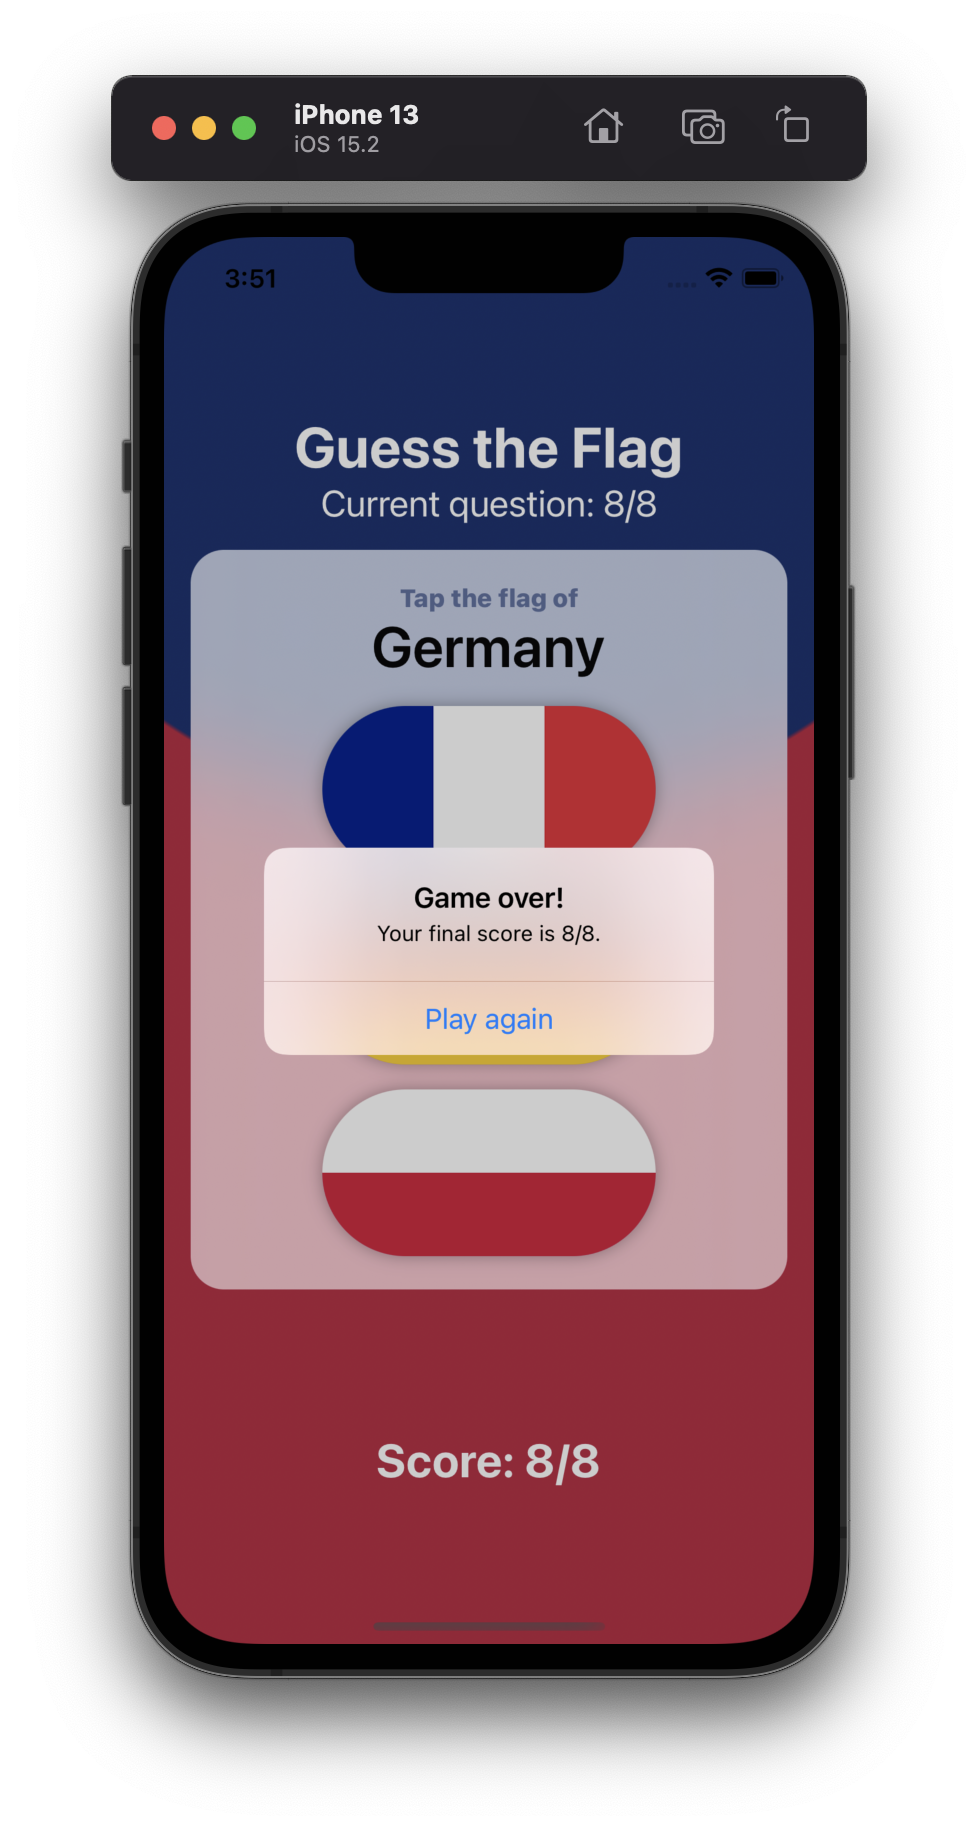 iPhone 13
iOS 15.2
3:51
Guess the Flag
Current question: 8/8
Tap the flag of
Germany
Game over!
Your final score is 8/8.
Play again
Score: 8/8